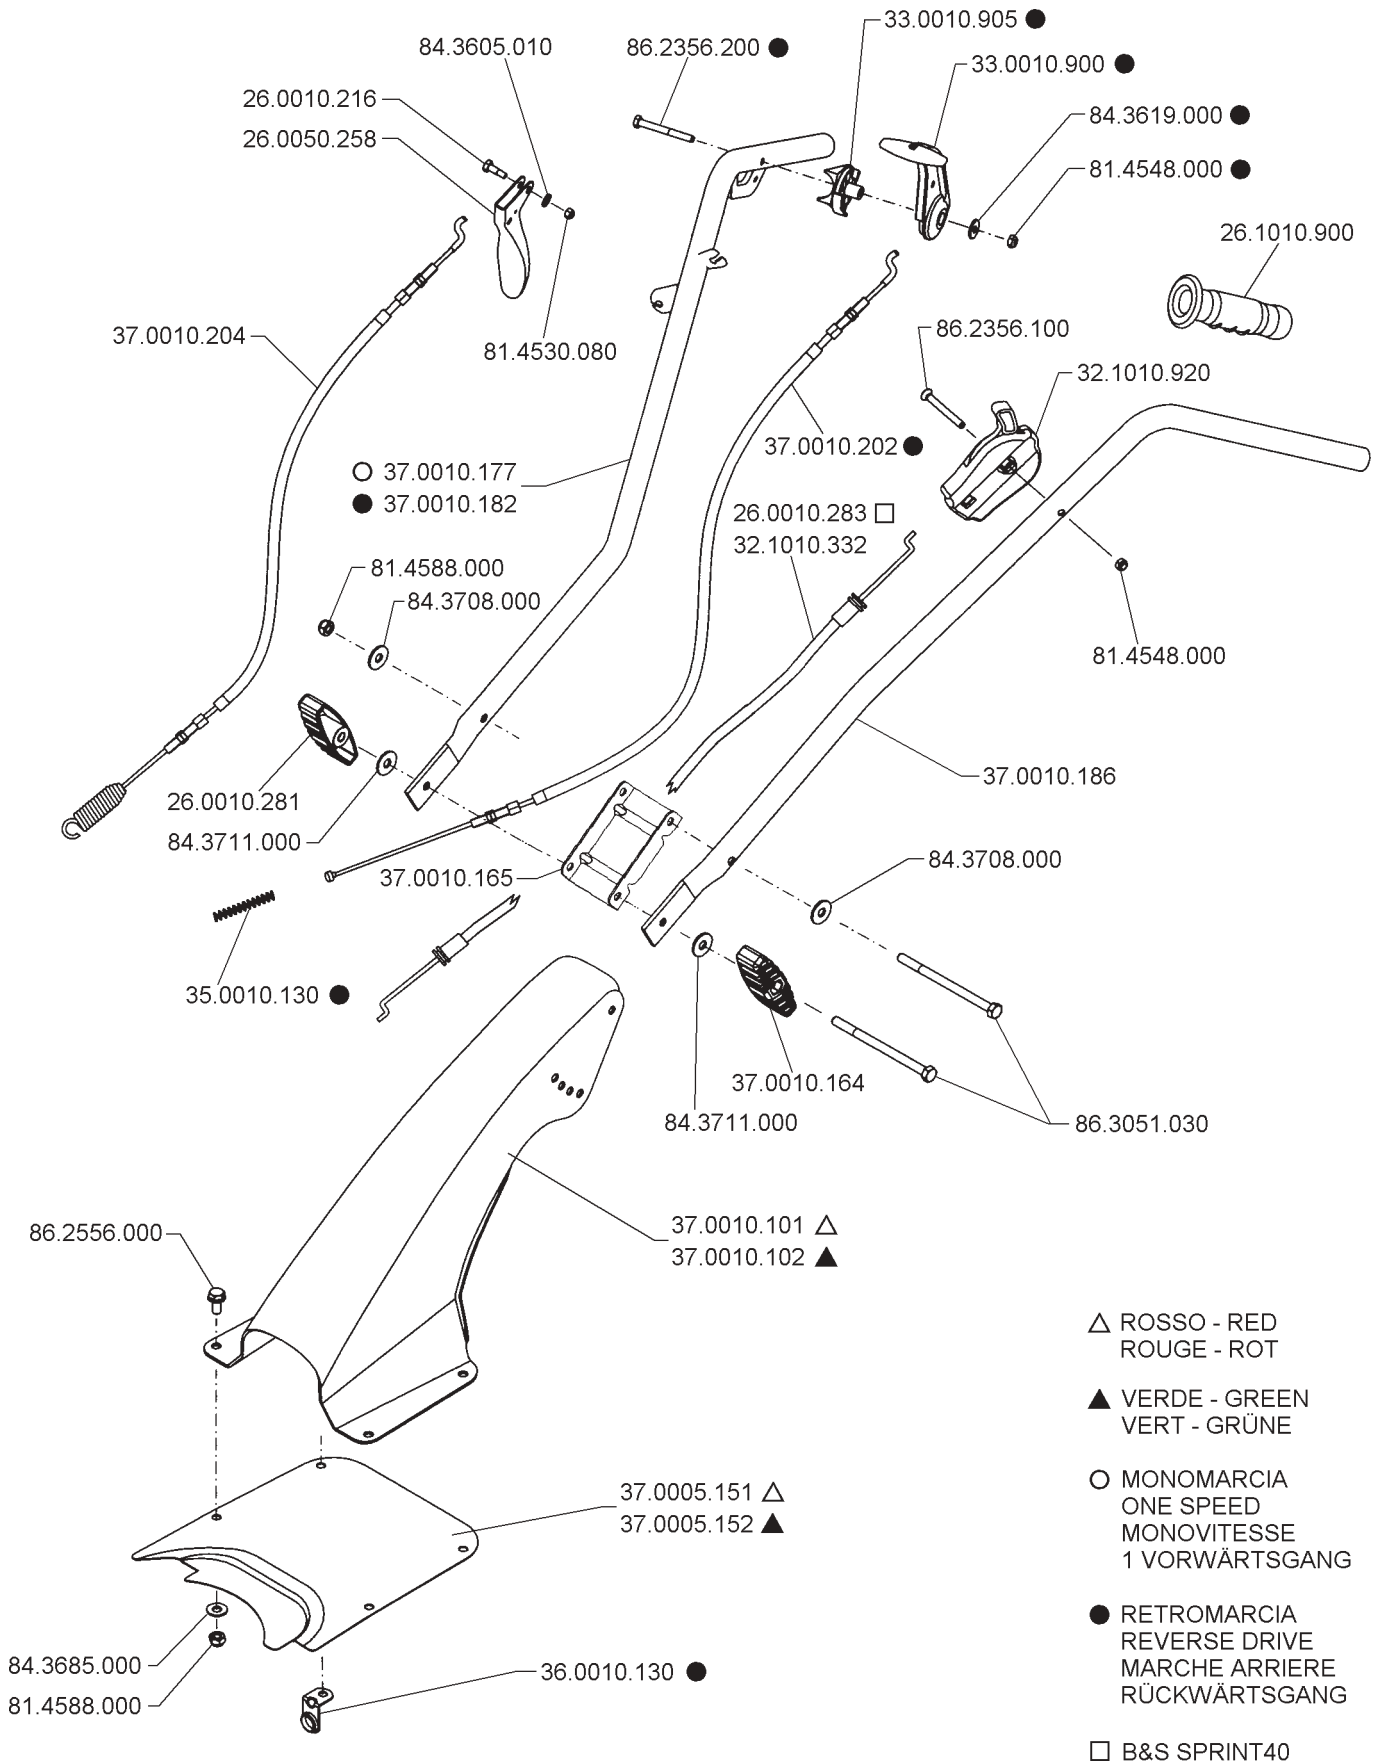 33.0010.905 ●
84.3605.010
86.2356.200 ●
33.0010.900 ●
26.0010.216
84.3619.000 ●
26.0050.258
81.4548.000 ●
26.1010.900
37.0010.204
81.4530.080
86.2356.100
32.1010.920
37.0010.202 ●
○ 37.0010.177
● 37.0010.182
26.0010.283 □
32.1010.332
81.4588.000
84.3708.000
81.4548.000
37.0010.186
26.0010.281
84.3711.000
37.0010.165
84.3708.000
35.0010.130 ●
37.0010.164
84.3711.000
86.3051.030
37.0010.101 △
37.0010.102 ▲
86.2556.000
△ ROSSO - RED
ROUGE - ROT
▲ VERDE - GREEN
VERT - GRÜNE
37.0005.151 △
37.0005.152 ▲
○ MONOMARCIA
ONE SPEED
MONOVITESSE
1 VORWÄRTSGANG
● RETROMARCIA
REVERSE DRIVE
MARCHE ARRIERE
RÜCKWÄRTSGANG
84.3685.000
81.4588.000
36.0010.130 ●
□ B&S SPRINT40